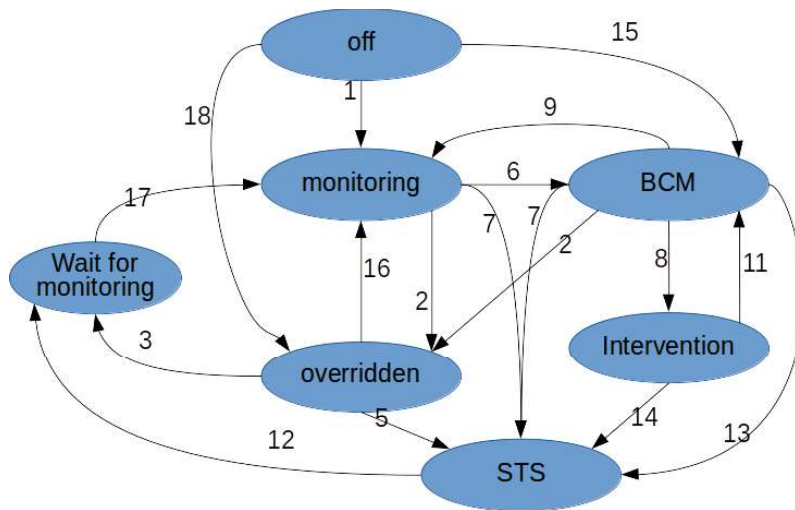 off
15
1
18
9
monitoring
6
BCM
17
7
7
2
16
8
11
Wait for
monitoring
2
3
overridden
Intervention
5
14
12
13
STS